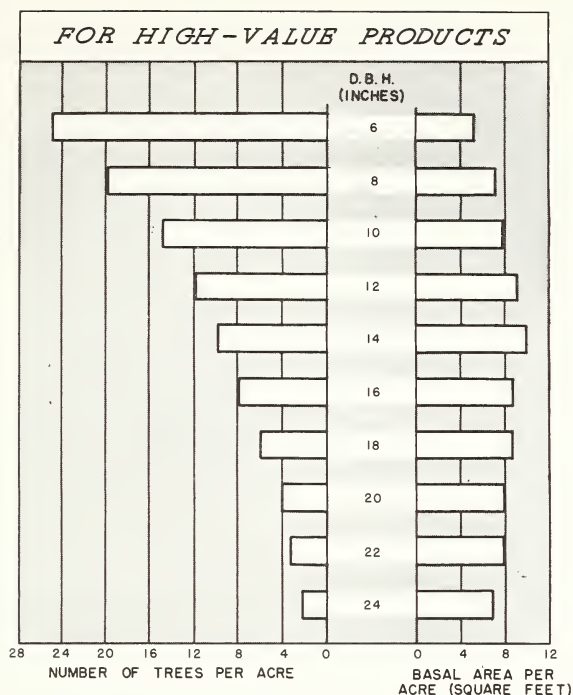 FOR HIGH-VALUE PRODUCTS
D.B.H.
(INCHES)
6
8
10
12
14
16
18
20
22
24
28 24 20 16 12 8 4 0 0 4 8 12
NUMBER OF TREES PER ACRE
BASAL AREA PER
ACRE (SQUARE FEET)